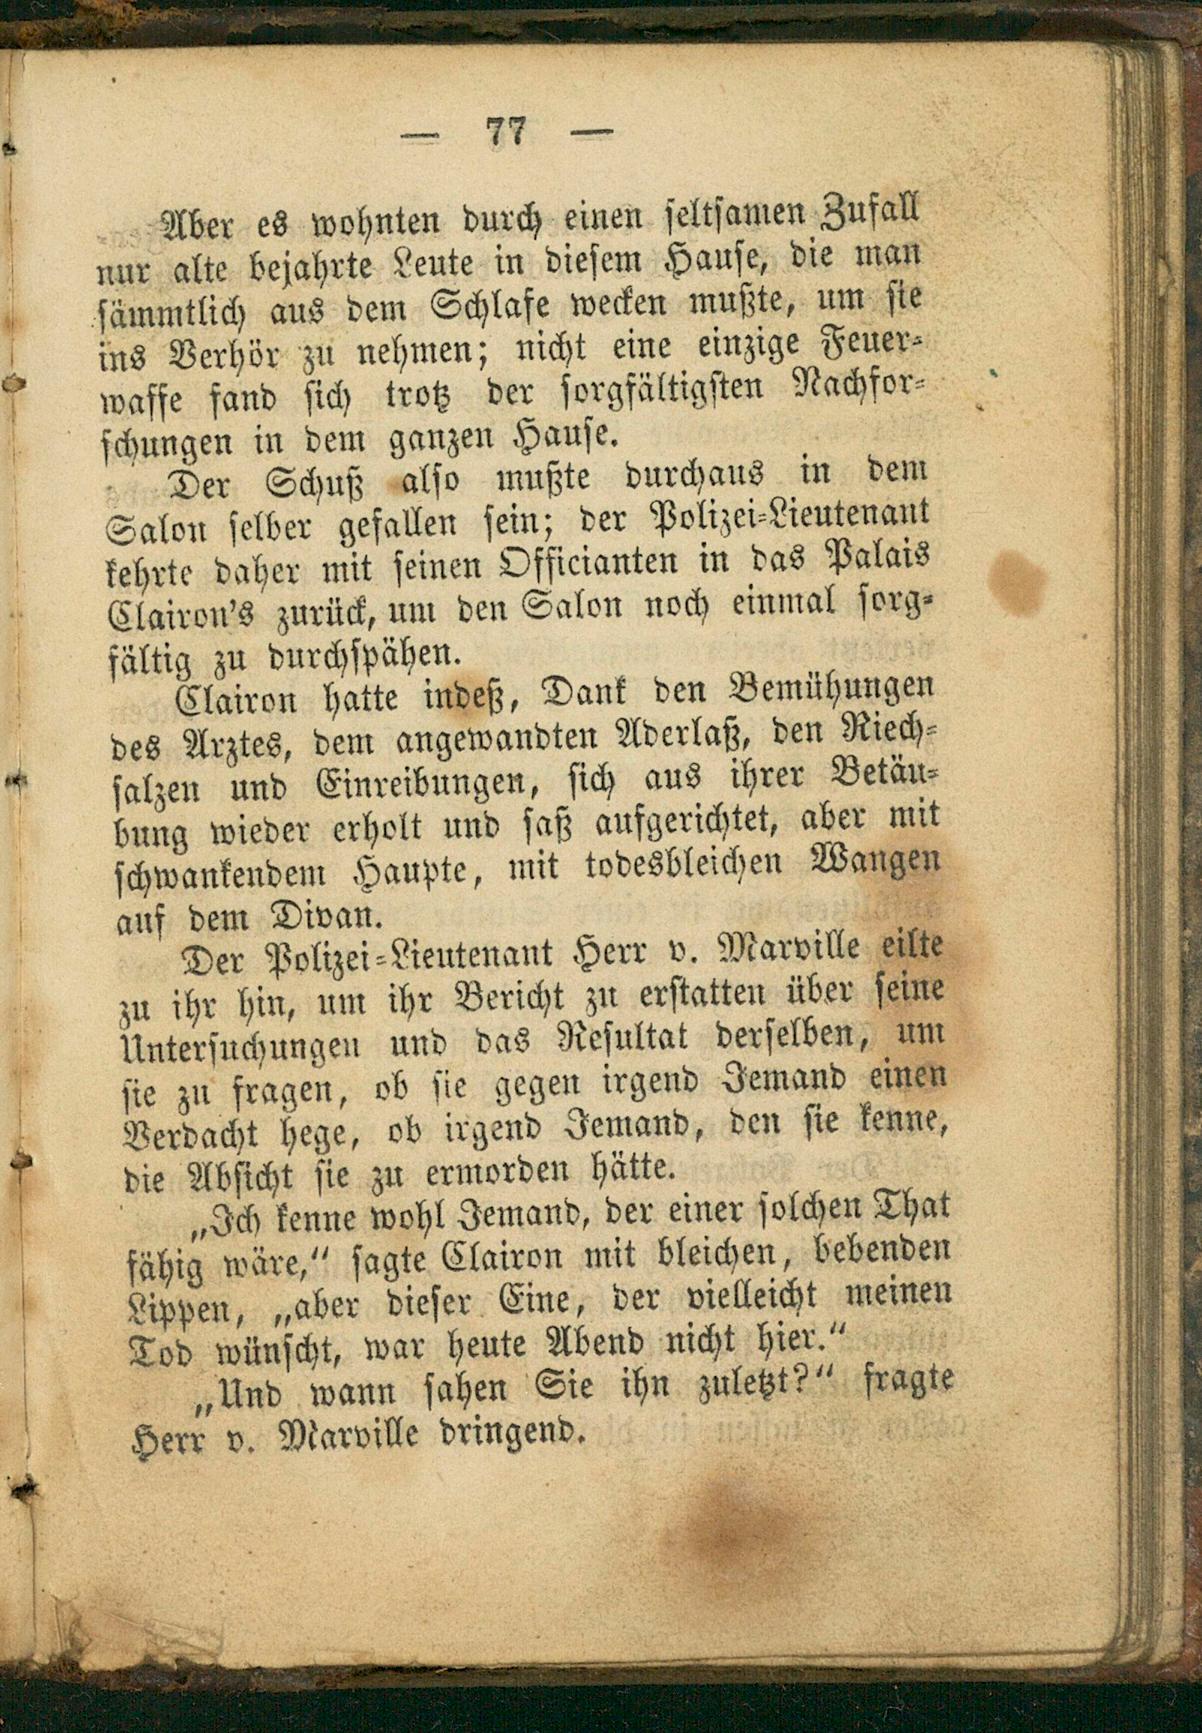 — 77 —
Aber es wohnten durch einen seltsamen Zufall
nur alte bejahrte Leute in diesem Hause, die man
sämmtlich aus dem Schlafe wecken mußte, um sie
ins Verhör zu nehmen; nicht eine einzige Feuer-
waffe fand sich trotz der sorgfältigsten Nachfor-
schungen in dem ganzen Hause.
Der Schuß also mußte durchaus in dem
Salon selber gefallen sein; der Polizei-Lieutenant
kehrte daher mit seinen Officianten in das Palais
Clairon's zurück, um den Salon noch einmal sorg-
fältig zu durchspähen.
Clairon hatte indeß, Dank den Bemühungen
des Arztes, dem angewandten Aderlaß, den Riech-
salzen und Einreibungen, sich aus ihrer Betäu-
bung wieder erholt und saß aufgerichtet, aber mit
schwankendem Haupte, mit todesbleichen Wangen
auf dem Divan.
Der Polizei-Lieutenant Herr v. Marville eilte
zu ihr hin, um ihr Bericht zu erstatten über seine
Untersuchungen und das Resultat derselben, um
sie zu fragen, ob sie gegen irgend Jemand einen
Verdacht hege, ob irgend Jemand, den sie kenne,
die Absicht sie zu ermorden hätte.
„Ich kenne wohl Jemand, der einer solchen That
fähig wäre,“ sagte Clairon mit bleichen, bebenden
Lippen, „aber dieser Eine, der vielleicht meinen
Tod wünscht, war heute Abend nicht hier.“
„Und wann sahen Sie ihn zuletzt?“ fragte
Herr v. Marville dringend.